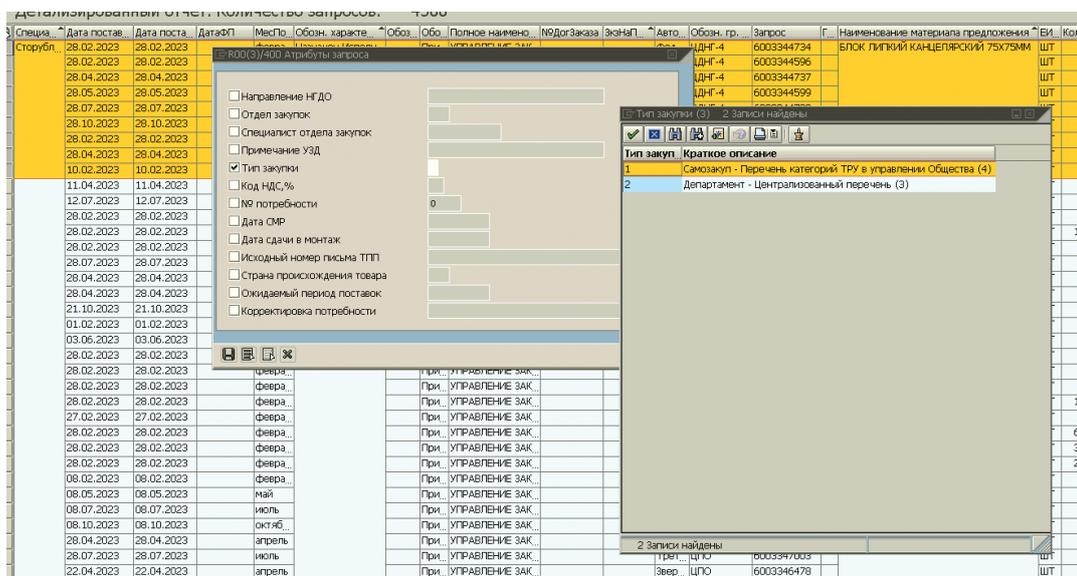 Детализированный отчет. Количество запросов: 4588
Специа... Дата постав... Дата поста... ДатаФП МесПо... Обозн. характе... Обоз... Обо... Полное наимено... №ДогЗаказа ЗкзНаП... Авто... Обозн. гр. ... Запрос Г... Наименование материала предложения ЕИ... Кол
Сторубл... 28.02.2023 28.02.2023 6003344734 БЛОК ЛИПКИЙ КАНЦЕЛЯРСКИЙ 75X75ММ ШТ
28.02.2023 28.02.2023 ЦДНГ-4 6003344596 ШТ
28.04.2023 28.04.2023 ЦДНГ-4 6003344737 ШТ
28.05.2023 28.05.2023 ЦДНГ-4 6003344599 ШТ
28.07.2023 28.07.2023
28.10.2023 28.10.2023
28.02.2023 28.02.2023
28.04.2023 28.04.2023
10.02.2023 10.02.2023
11.04.2023 11.04.2023
12.07.2023 12.07.2023
28.02.2023 28.02.2023
28.02.2023 28.02.2023
28.02.2023 28.02.2023
28.07.2023 28.07.2023
28.04.2023 28.04.2023
28.04.2023 28.04.2023
21.10.2023 21.10.2023
01.02.2023 01.02.2023
03.06.2023 03.06.2023
28.02.2023 28.02.2023
28.02.2023 28.02.2023 февра... При... УПРАВЛЕНИЕ ЗАК...
28.02.2023 28.02.2023 февра... При... УПРАВЛЕНИЕ ЗАК...
28.02.2023 28.02.2023 февра... При... УПРАВЛЕНИЕ ЗАК...
27.02.2023 27.02.2023 февра... При... УПРАВЛЕНИЕ ЗАК...
28.02.2023 28.02.2023 февра... При... УПРАВЛЕНИЕ ЗАК...
28.02.2023 28.02.2023 февра... При... УПРАВЛЕНИЕ ЗАК...
28.02.2023 28.02.2023 февра... При... УПРАВЛЕНИЕ ЗАК...
08.02.2023 08.02.2023 февра... При... УПРАВЛЕНИЕ ЗАК...
08.05.2023 08.05.2023 май При... УПРАВЛЕНИЕ ЗАК...
08.07.2023 08.07.2023 июль При... УПРАВЛЕНИЕ ЗАК...
08.10.2023 08.10.2023 октяб... При... УПРАВЛЕНИЕ ЗАК...
28.04.2023 28.04.2023 апрель При... УПРАВЛЕНИЕ ЗАК...
28.07.2023 28.07.2023 июль При... УПРАВЛЕНИЕ ЗАК... Трет... ЦПО 6003347003 ШТ
22.04.2023 22.04.2023 апрель При... УПРАВЛЕНИЕ ЗАК... Звер... ЦПО 6003346478 ШТ
R00(3)/400 Атрибуты запроса
Направление НГДО
Отдел закупок
Специалист отдела закупок
Примечание УЗД
Тип закупки
Код НДС,%
№ потребности 0
Дата СМР
Дата сдачи в монтаж
Исходный номер письма ТПП
Страна происхождения товара
Ожидаемый период поставок
Корректировка потребности
Тип закупки (3) 2 Записи найдены
Тип закуп Краткое описание
1 Самозакуп - Перечень категорий ТРУ в управлении Общества (4)
2 Департамент - Централизованный перечень (3)
2 Записи найдены